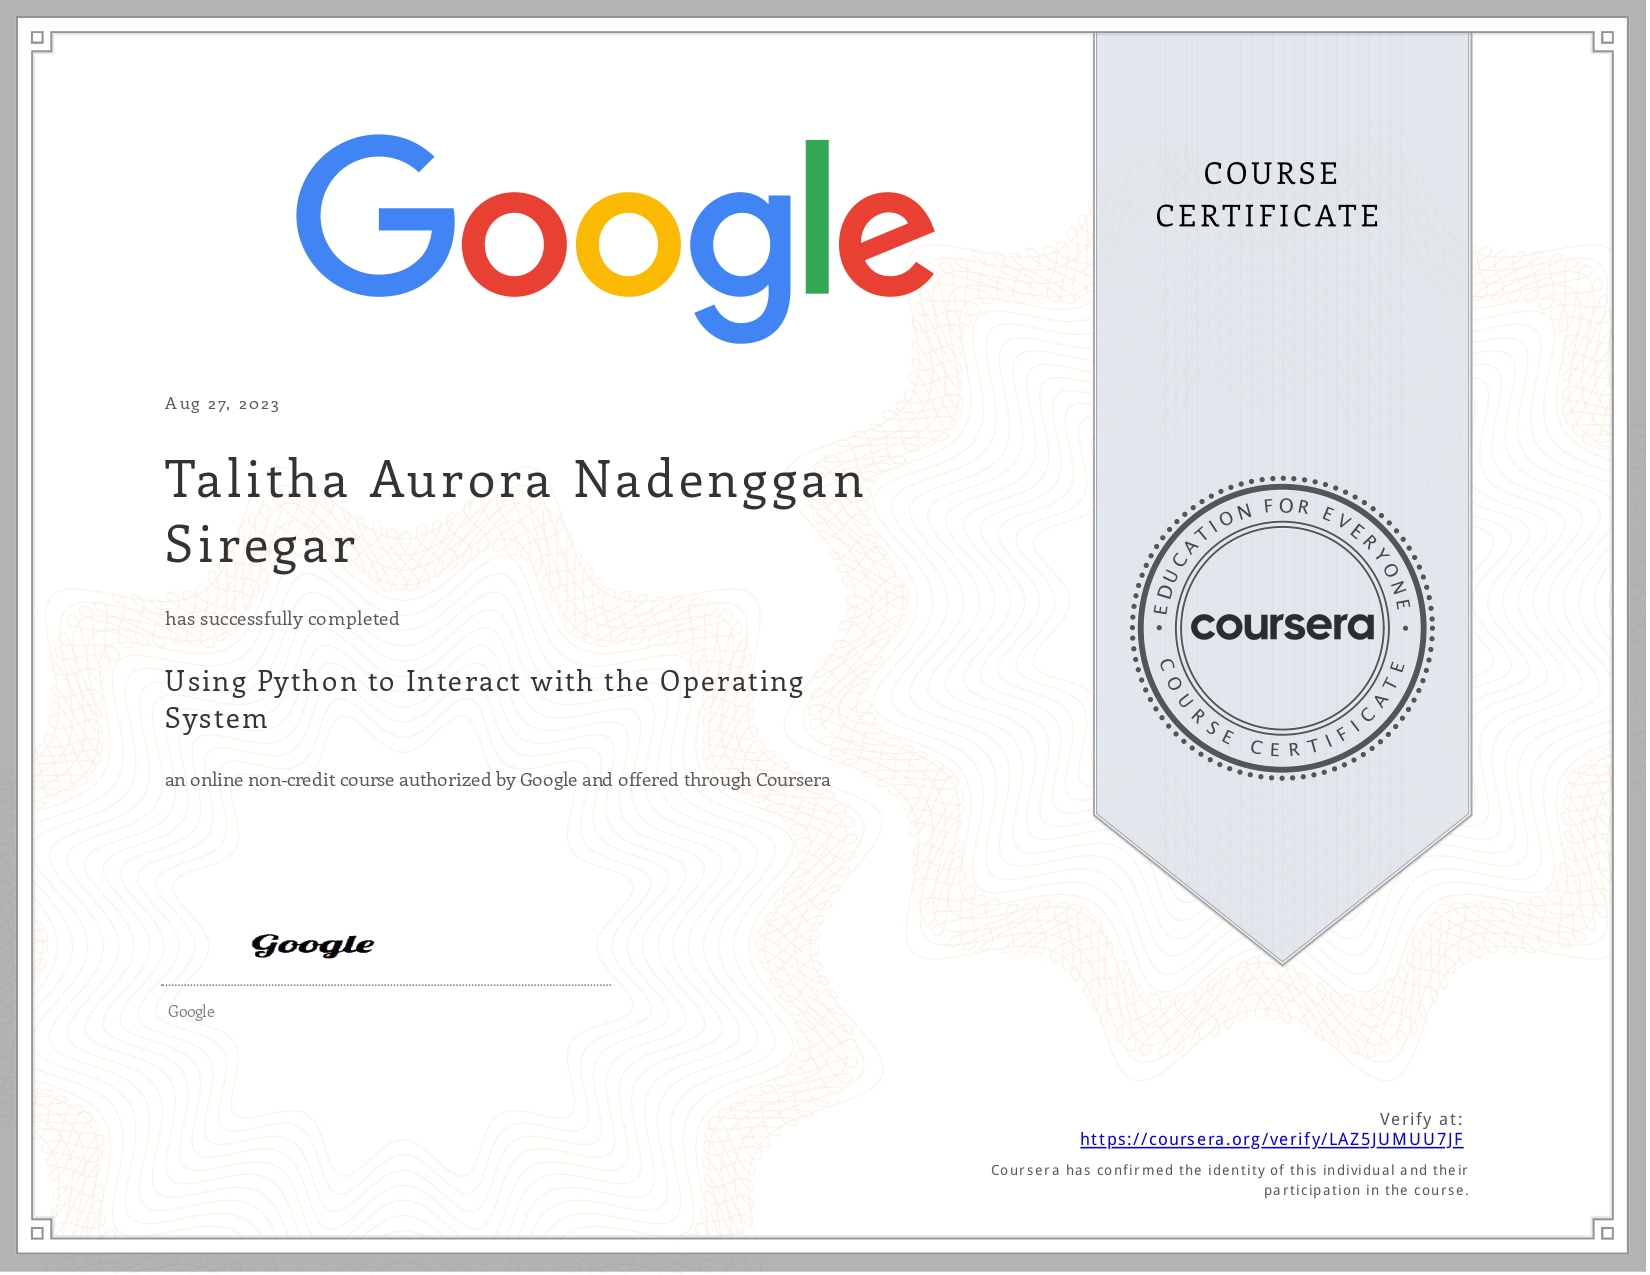 Google
COURSE
CERTIFICATE
Aug 27, 2023
Talitha Aurora Nadenggan
Siregar
has successfully completed
Using Python to Interact with the Operating
System
an online non-credit course authorized by Google and offered through Coursera
EDUCATION FOR EVERYONE
coursera
COURSE CERTIFICATE
Google
Google
Verify at:
https://coursera.org/verify/LAZ5JUMUU7JF
Coursera has confirmed the identity of this individual and their
participation in the course.